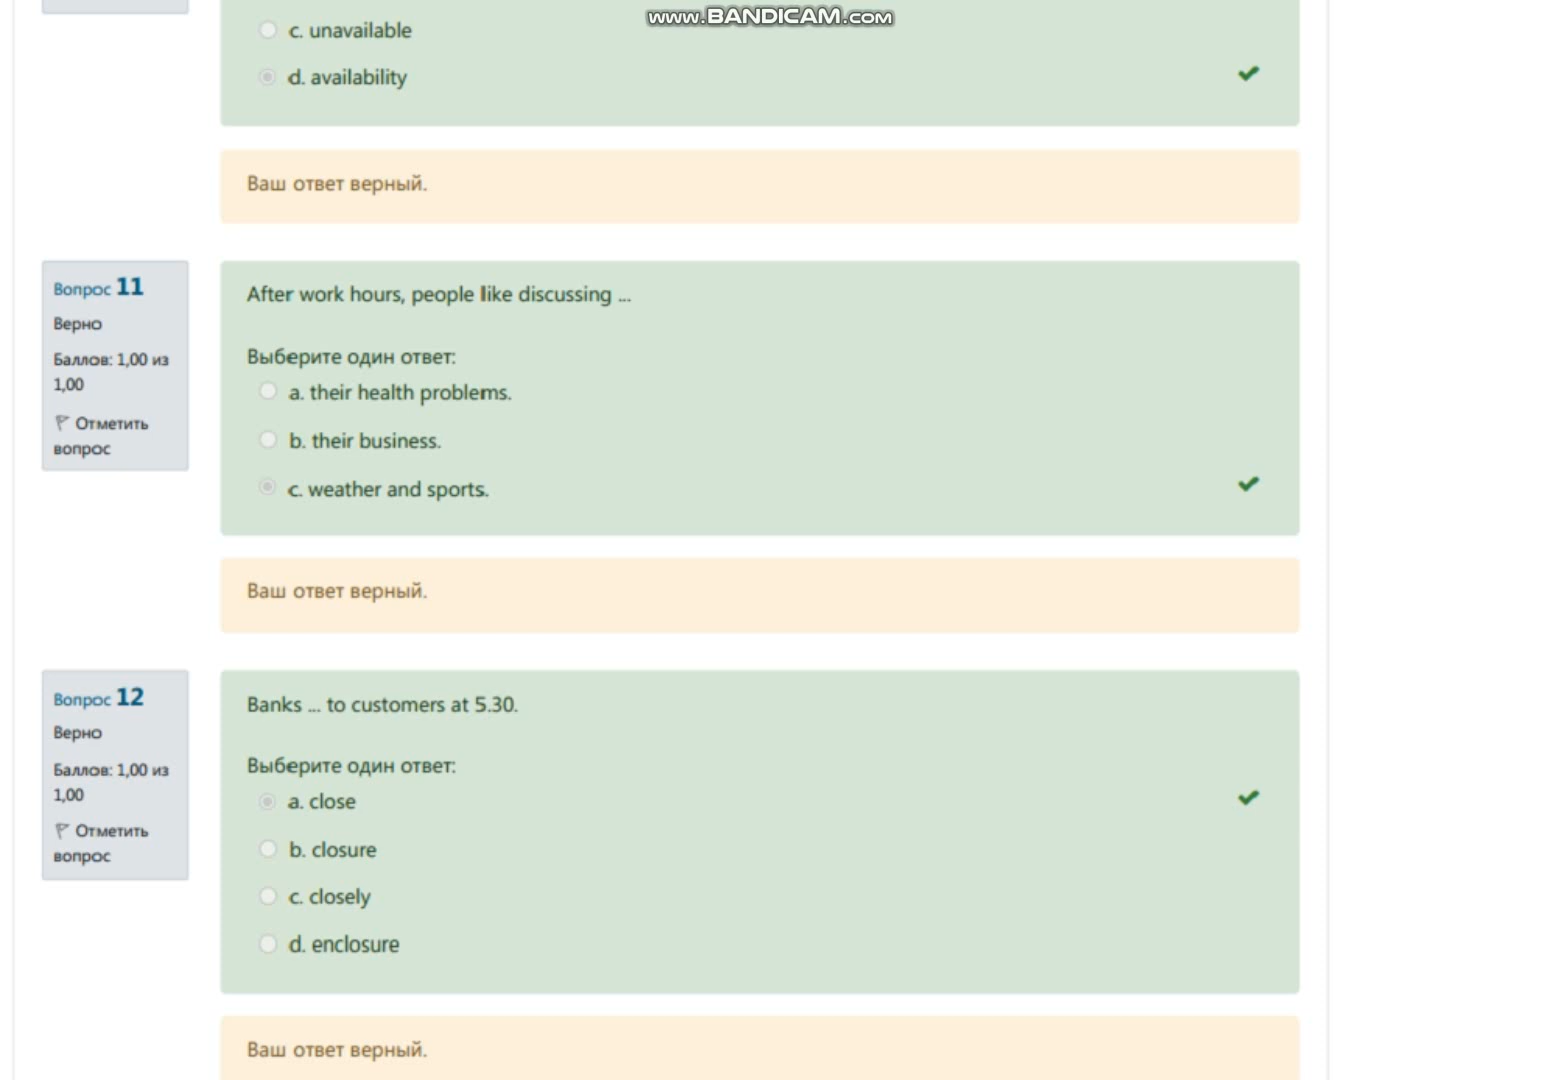 www.BANDICAM.com
c. unavailable
d. availability
Ваш ответ верный.
Вопрос 11
Верно
Баллов: 1,00 из
1,00
Отметить
вопрос
After work hours, people like discussing ...
Выберите один ответ:
a. their health problems.
b. their business.
c. weather and sports.
Ваш ответ верный.
Вопрос 12
Верно
Баллов: 1,00 из
1,00
Отметить
вопрос
Banks ... to customers at 5.30.
Выберите один ответ:
a. close
b. closure
c. closely
d. enclosure
Ваш ответ верный.